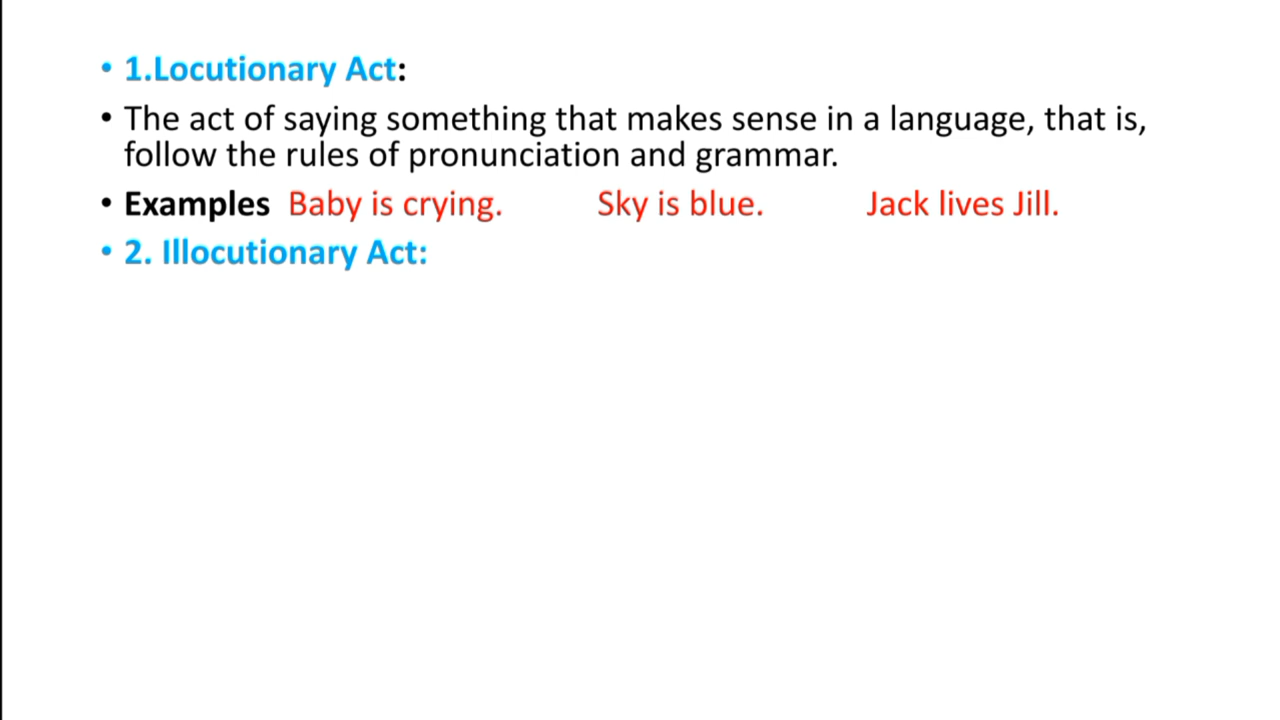 • 1.Locutionary Act:
• The act of saying something that makes sense in a language, that is,
follow the rules of pronunciation and grammar.
• Examples Baby is crying. Sky is blue. Jack lives Jill.
• 2. Illocutionary Act: